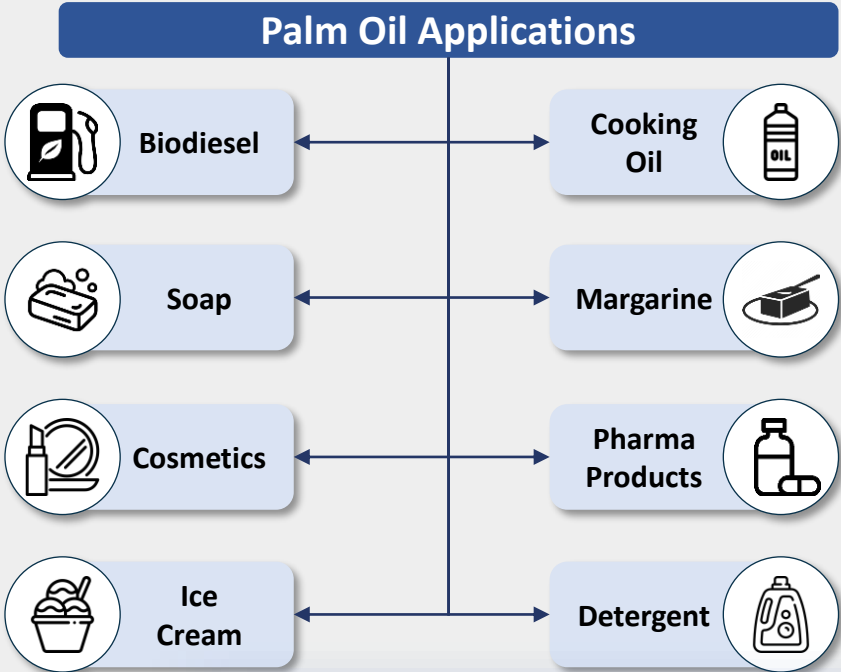 Palm Oil Applications
Biodiesel
Cooking
Oil
OIL
Soap
Margarine
Cosmetics
Pharma
Products
Ice
Cream
Detergent